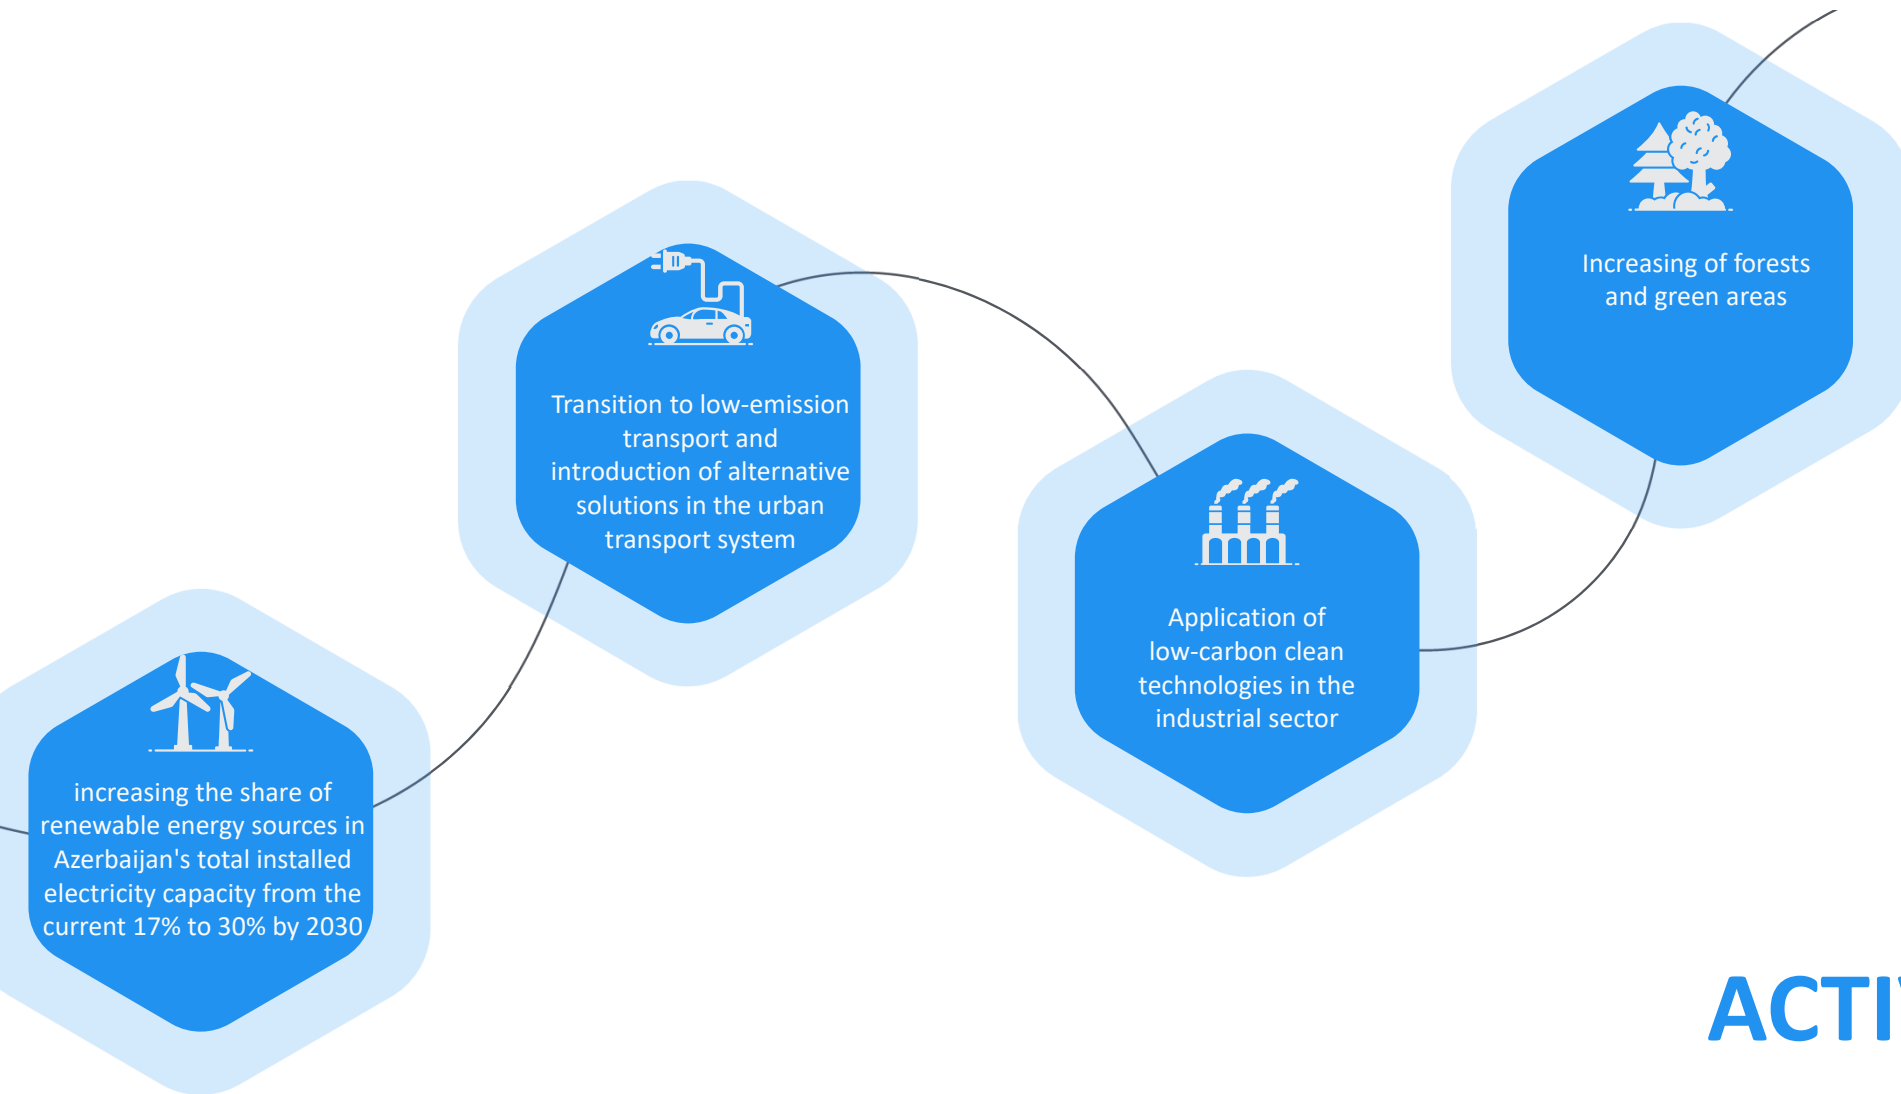 increasing the share of
renewable energy sources in
Azerbaijan's total installed
electricity capacity from the
current 17% to 30% by 2030
Transition to low-emission
transport and
introduction of alternative
solutions in the urban
transport system
Application of
low-carbon clean
technologies in the
industrial sector
Increasing of forests
and green areas